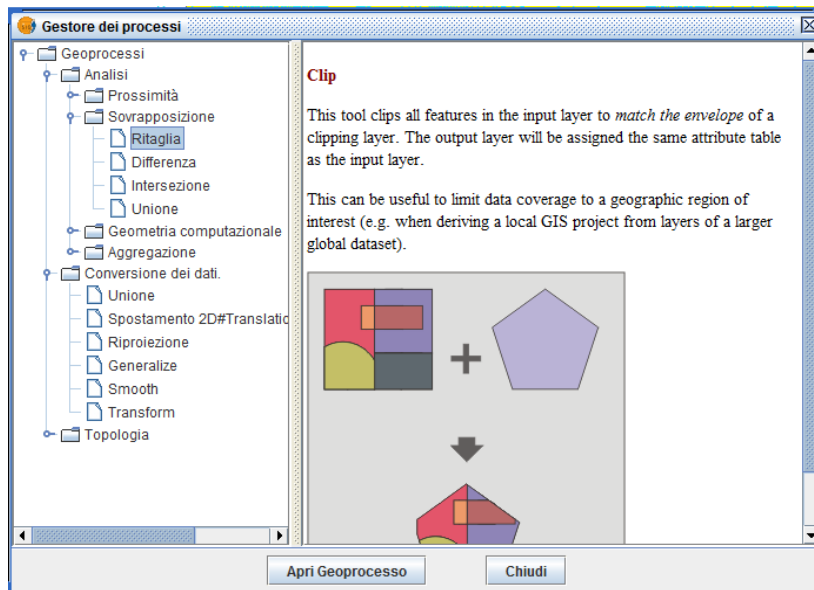 Gestore dei processi
Geoprocessi
Analisi
Prossimità
Sovrapposizione
Ritaglia
Differenza
Intersezione
Unione
Geometria computazionale
Aggregazione
Conversione dei dati.
Unione
Spostamento 2D#Translatio
Riproiezione
Generalize
Smooth
Transform
Topologia
Clip
This tool clips all features in the input layer to match the envelope of a
clipping layer. The output layer will be assigned the same attribute table
as the input layer.
This can be useful to limit data coverage to a geographic region of
interest (e.g. when deriving a local GIS project from layers of a larger
global dataset).
Apri Geoprocesso
Chiudi